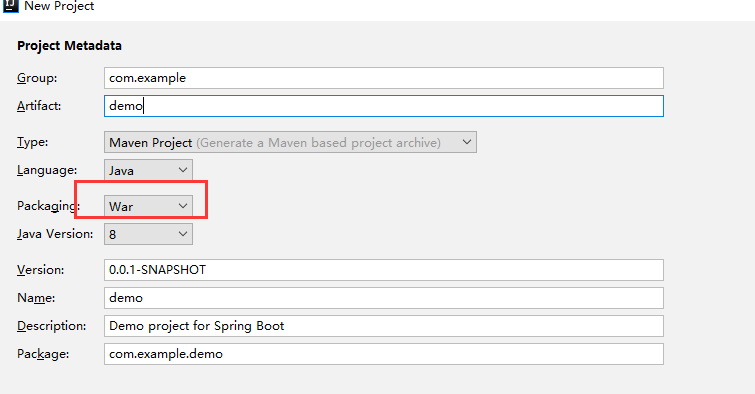 New Project
Project Metadata
Group: com.example
Artifact: demo
Type: Maven Project (Generate a Maven based project archive)
Language: Java
Packaging: War
Java Version: 8
Version: 0.0.1-SNAPSHOT
Name: demo
Description: Demo project for Spring Boot
Package: com.example.demo